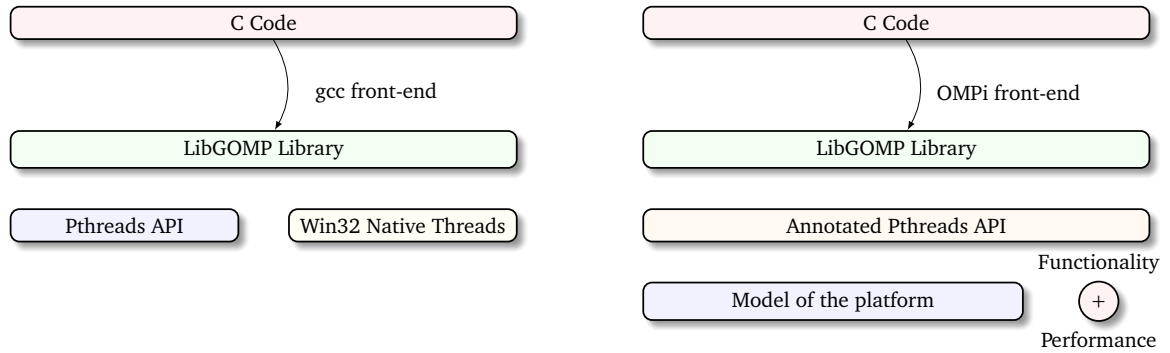 C Code
gcc front-end
LibGOMP Library
Pthreads API
Win32 Native Threads
C Code
OMPi front-end
LibGOMP Library
Annotated Pthreads API
Functionality
Model of the platform
+
Performance